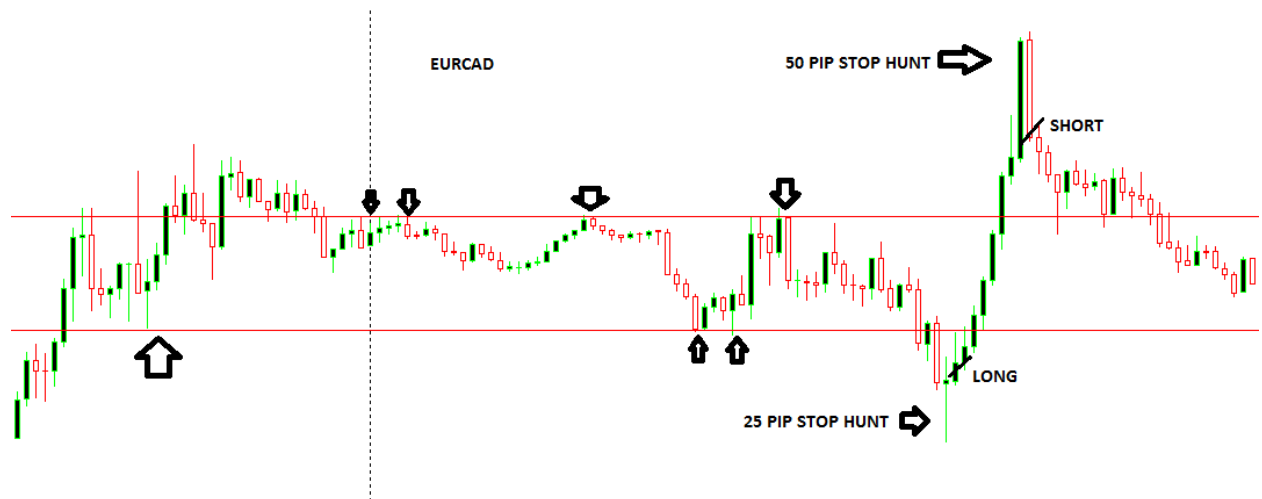 EURCAD
50 PIP STOP HUNT
SHORT
LONG
25 PIP STOP HUNT